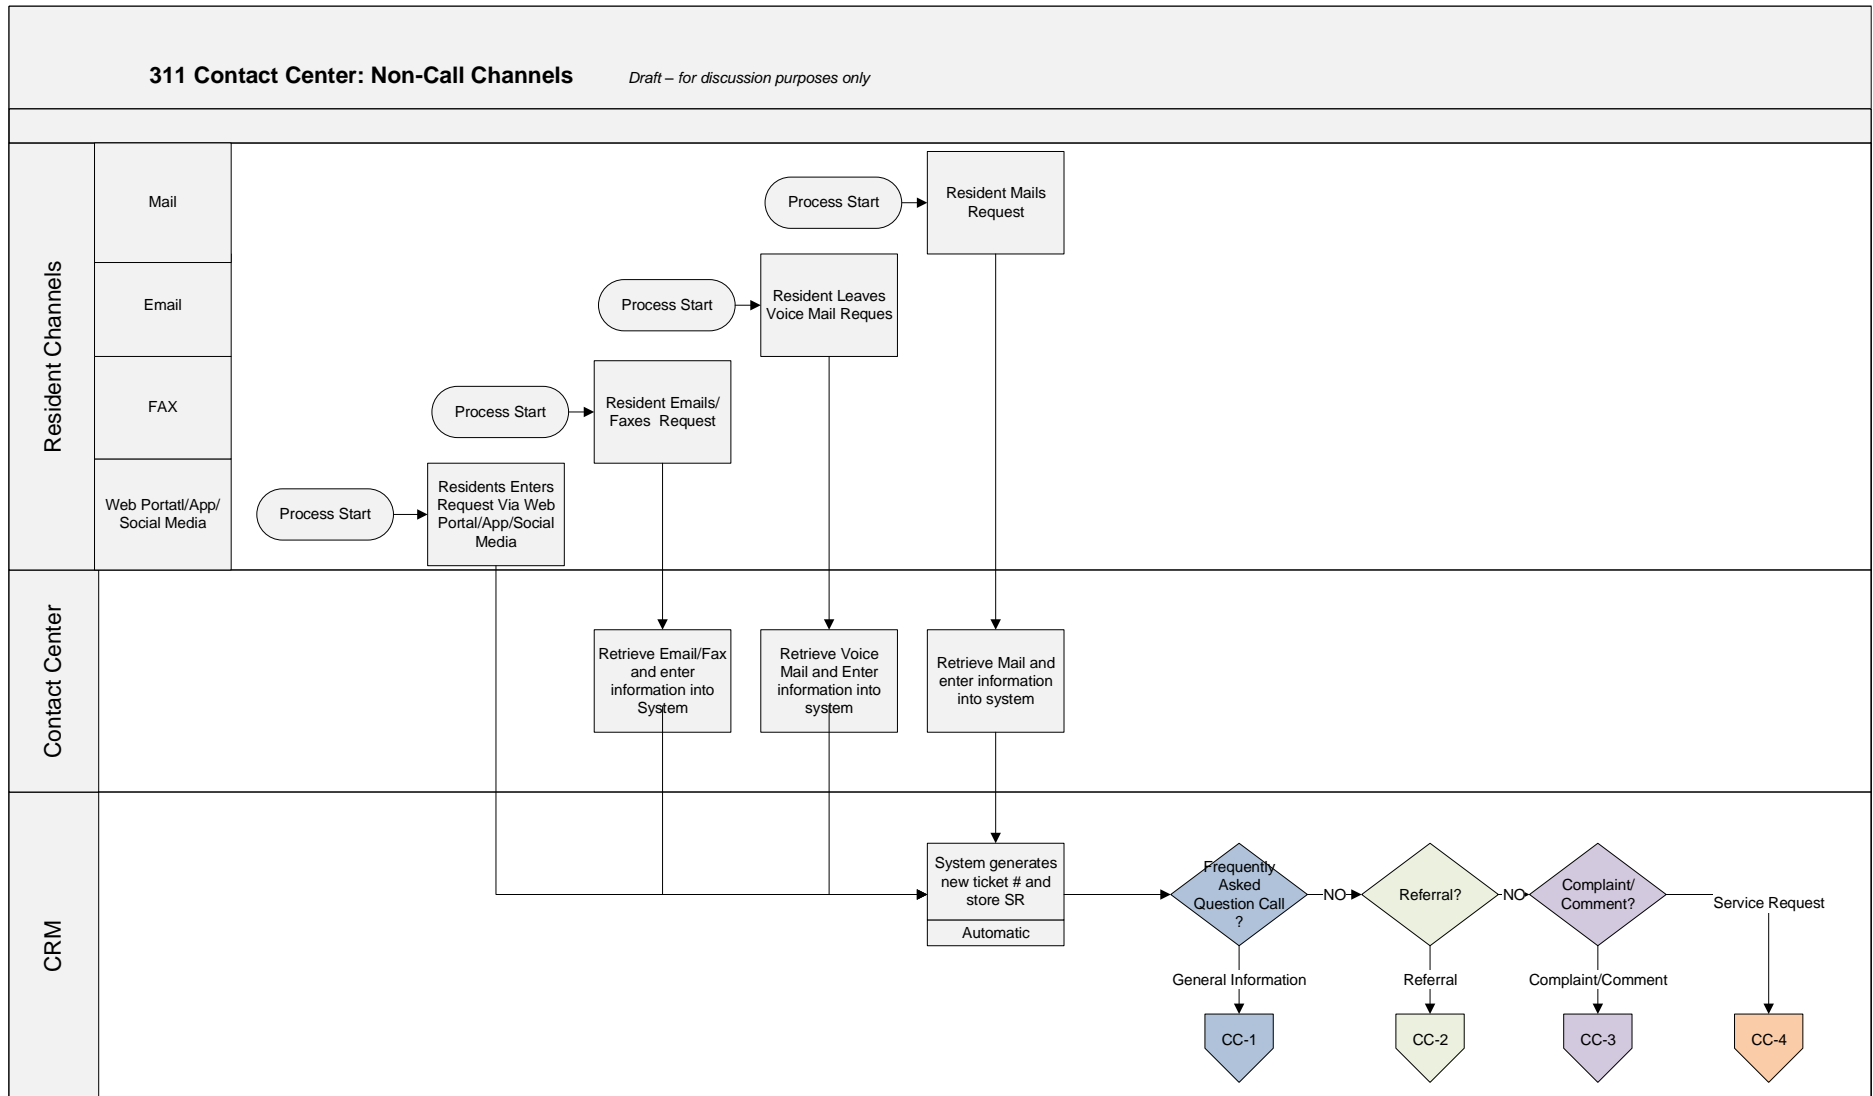 311 Contact Center: Non-Call Channels
Draft – for discussion purposes only
Resident Channels
Mail
Process Start
Resident Mails
Request
Email
Process Start
Resident Leaves
Voice Mail Reques
FAX
Process Start
Resident Emails/
Faxes Request
Web Portatl/App/
Social Media
Process Start
Residents Enters
Request Via Web
Portal/App/Social
Media
Contact Center
Retrieve Email/Fax
and enter
information into
System
Retrieve Voice
Mail and Enter
information into
system
Retrieve Mail and
enter information
into system
CRM
System generates
new ticket # and
store SR
Automatic
Frequently
Asked
Question Call
?
NO
Referral?
NO
Complaint/
Comment?
Service Request
General Information
Referral
Complaint/Comment
CC-1
CC-2
CC-3
CC-4